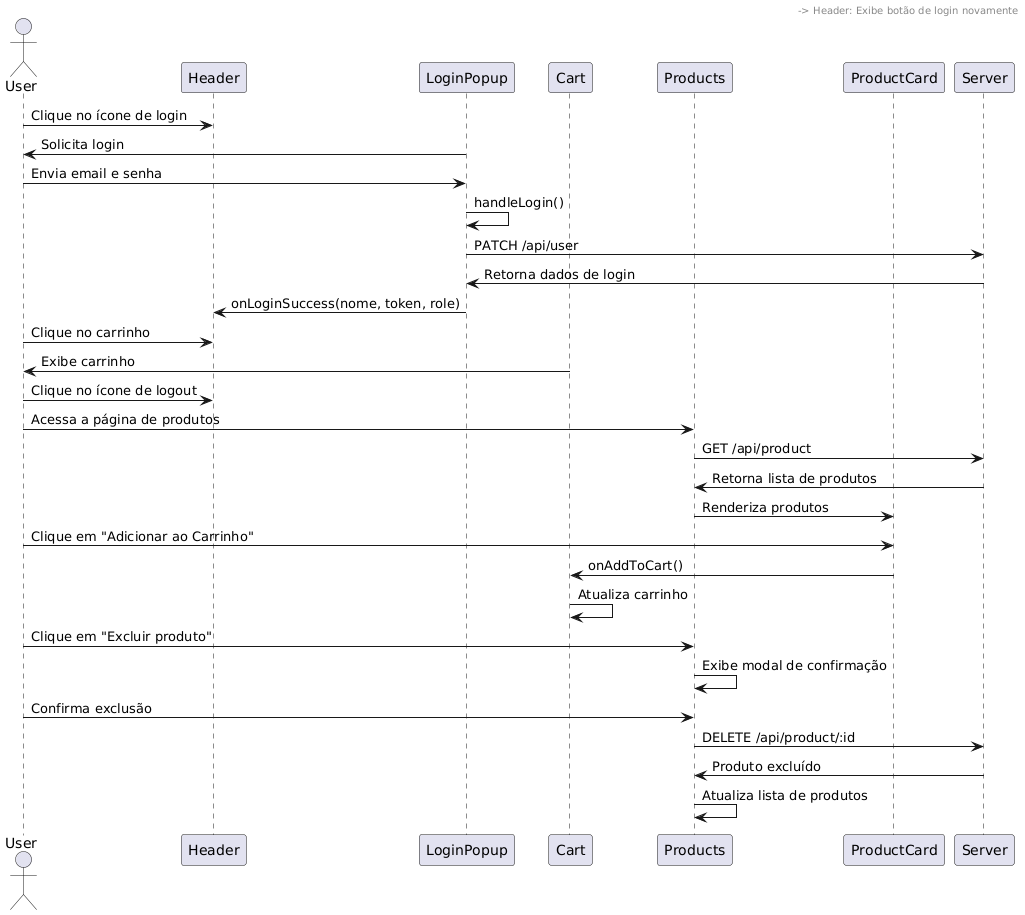 -> Header: Exibe botão de login novamente
User
Header
LoginPopup
Cart
Products
ProductCard
Server
Clique no ícone de login
Solicita login
Envia email e senha
handleLogin()
PATCH /api/user
Retorna dados de login
onLoginSuccess(nome, token, role)
Clique no carrinho
Exibe carrinho
Clique no ícone de logout
Acessa a página de produtos
GET /api/product
Retorna lista de produtos
Renderiza produtos
Clique em "Adicionar ao Carrinho"
onAddToCart()
Atualiza carrinho
Clique em "Excluir produto"
Exibe modal de confirmação
Confirma exclusão
DELETE /api/product/:id
Produto excluído
Atualiza lista de produtos
User
Header
LoginPopup
Cart
Products
ProductCard
Server